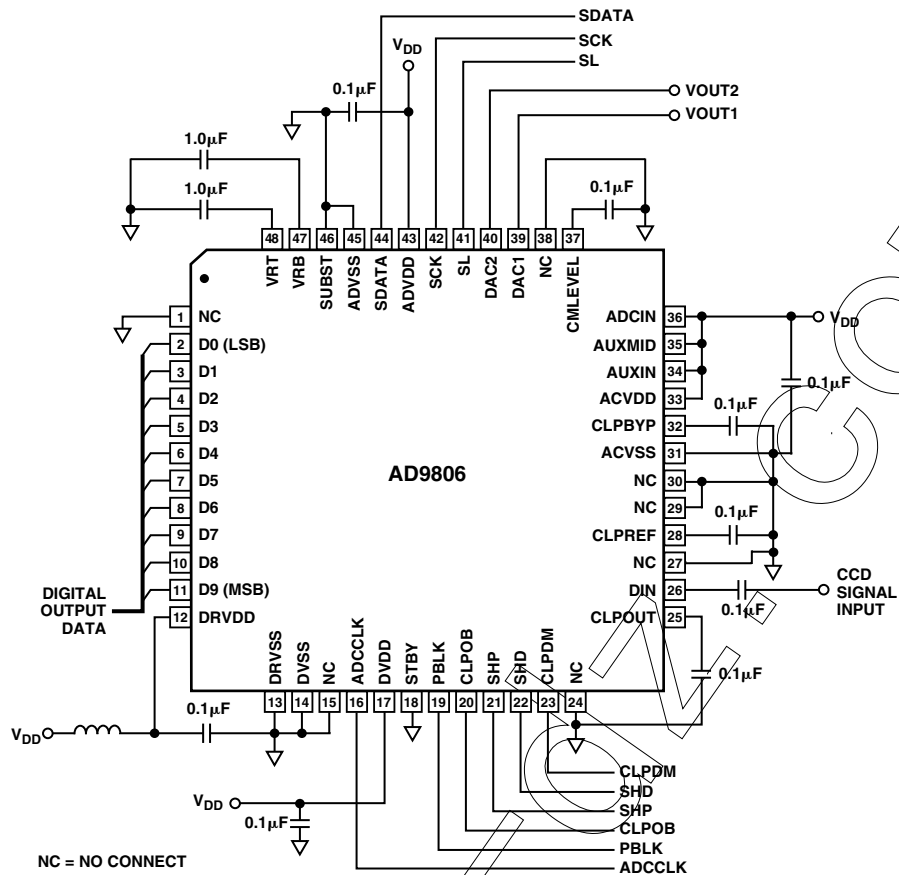 SDATA
SCK
SL
VDD
0.1µF
VOUT2
VOUT1
1.0µF
1.0µF
0.1µF
48 47 46 45 44 43 42 41 40 39 38 37
VRT VRB SUBST ADVSS SDATA ADVDD SCK SL DAC2 DAC1 NC CMLEVEL
1 NC
2 D0 (LSB)
3 D1
4 D2
5 D3
6 D4
7 D5
8 D6
9 D7
10 D8
11 D9 (MSB)
12 DRVDD
DIGITAL
OUTPUT
DATA
AD9806
ADCIN 36
AUXMID 35
AUXIN 34
ACVDD 33
CLPBYP 32
ACVSS 31
NC 30
NC 29
CLPREF 28
NC 27
DIN 26
CLPOUT 25
VDD
0.1µF
0.1µF
0.1µF
0.1µF
CCD
SIGNAL
INPUT
0.1µF
DRVSS DVSS NC ADCCLK DVDD STBY PBLK CLPOB SHP SHD CLPDM NC
13 14 15 16 17 18 19 20 21 22 23 24
VDD
0.1µF
VDD
0.1µF
CLPDM
SHD
SHP
CLPOB
PBLK
ADCCLK
NC = NO CONNECT